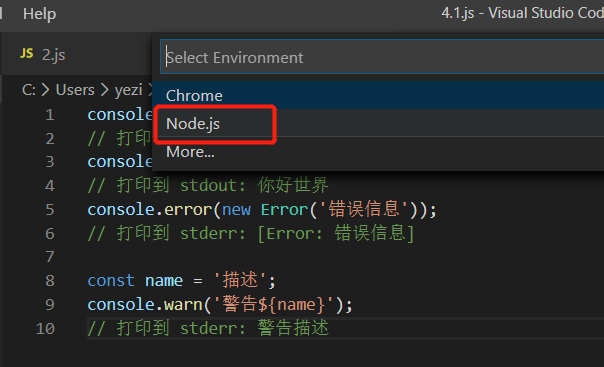 Help
4.1.js - Visual Studio Cod
JS 2.js
Select Environment
Chrome
Node.js
More...
C: > Users > yezi >
1 console
2 // 打印
3 console
4 // 打印到 stdout: 你好世界
5 console.error(new Error('错误信息'));
6 // 打印到 stderr: [Error: 错误信息]
7
8 const name = '描述';
9 console.warn('警告${name}');
10 // 打印到 stderr: 警告描述